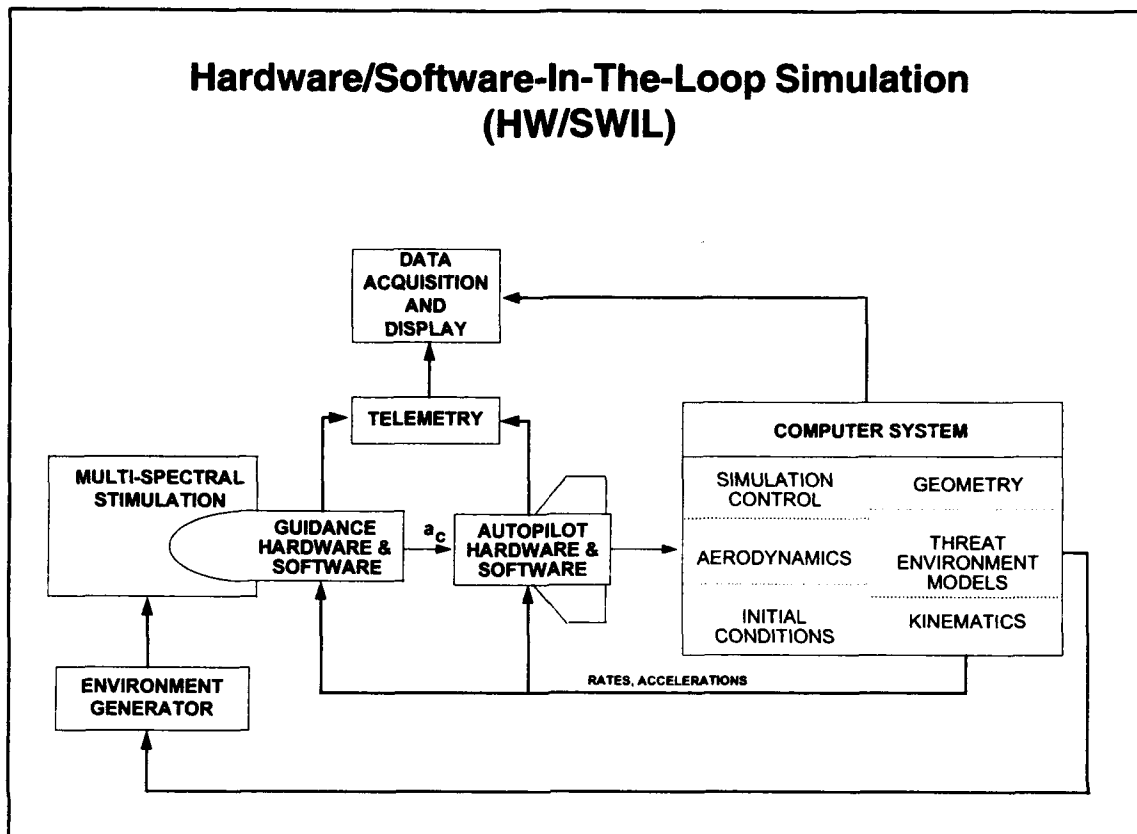 Hardware/Software-In-The-Loop Simulation
(HW/SWIL)
DATA
ACQUISITION
AND
DISPLAY
TELEMETRY
MULTI-SPECTRAL
STIMULATION
GUIDANCE
HARDWARE &
SOFTWARE
ac
AUTOPILOT
HARDWARE &
SOFTWARE
COMPUTER SYSTEM
SIMULATION
CONTROL
GEOMETRY
AERODYNAMICS
THREAT
ENVIRONMENT
MODELS
INITIAL
CONDITIONS
KINEMATICS
RATES, ACCELERATIONS
ENVIRONMENT
GENERATOR